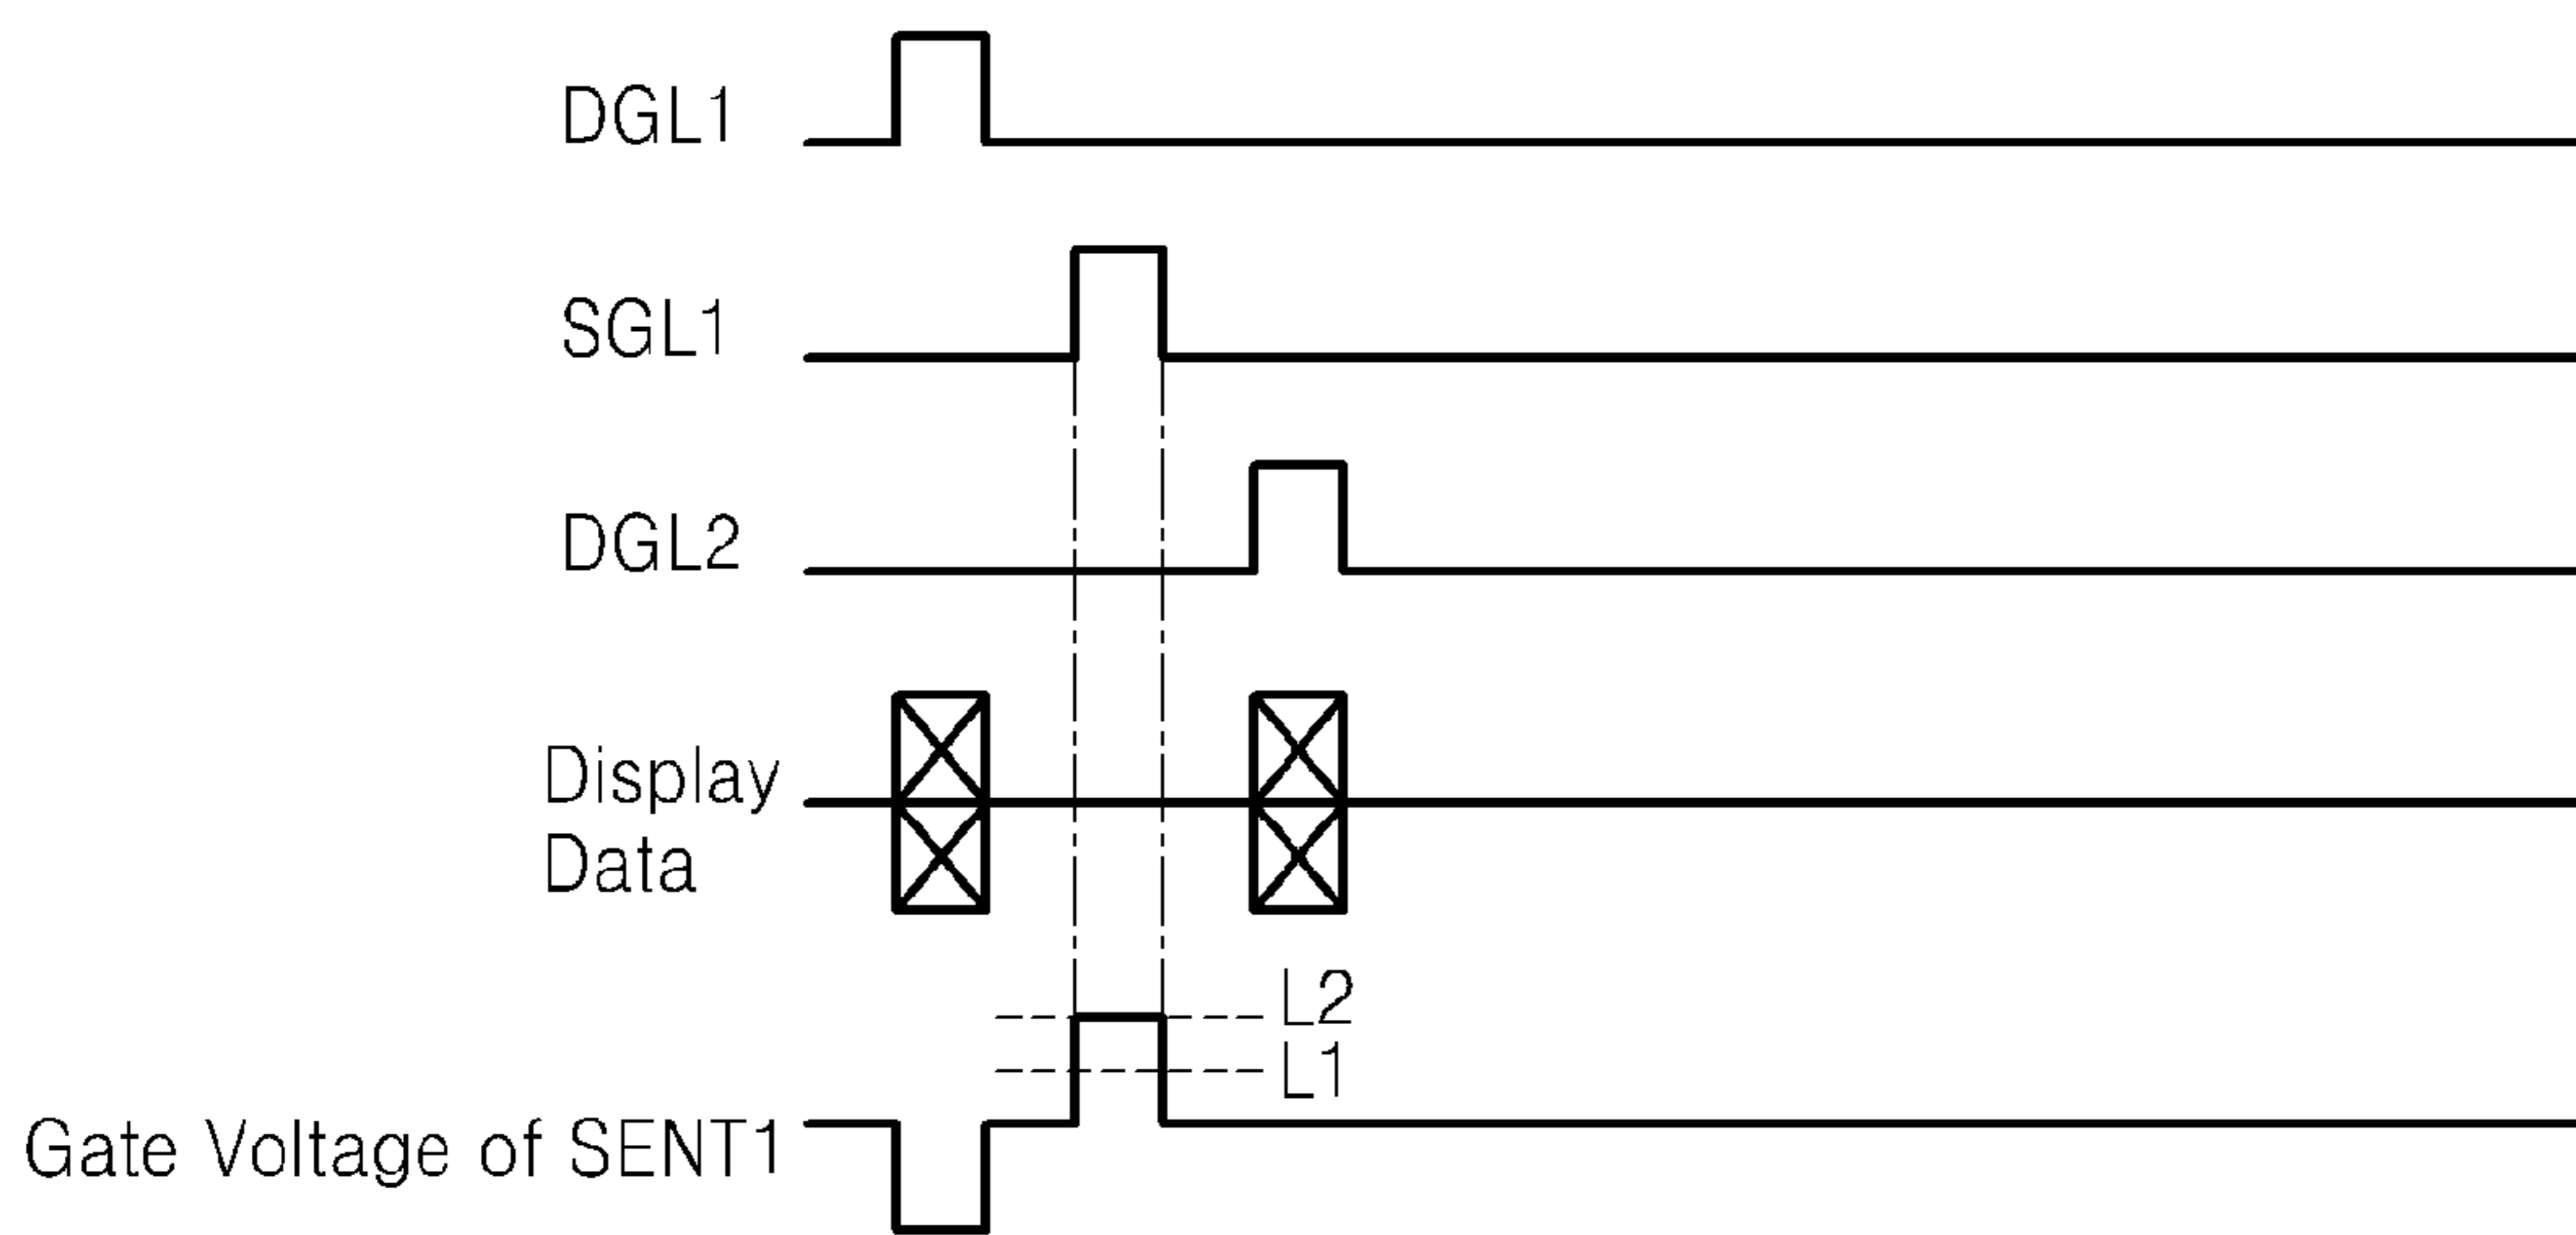 DGL1
SGL1
DGL2
Display
Data
L2
L1
Gate Voltage of SENT1